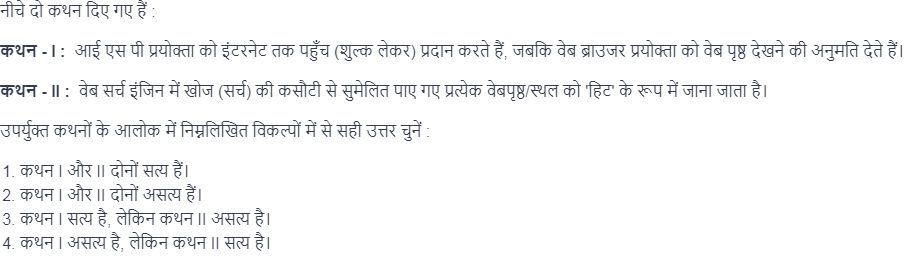 नीचे दो कथन दिए गए हैं :
कथन - I : आई एस पी प्रयोक्ता को इंटरनेट तक पहुँच (शुल्क लेकर) प्रदान करते हैं, जबकि वेब ब्राउजर प्रयोक्ता को वेब पृष्ठ देखने की अनुमति देते हैं।
कथन - II : वेब सर्च इंजिन में खोज (सर्च) की कसौटी से सुमेलित पाए गए प्रत्येक वेबपृष्ठ/स्थल को 'हिट' के रूप में जाना जाता है।
उपर्युक्त कथनों के आलोक में निम्नलिखित विकल्पों में से सही उत्तर चुनें :
1. कथन I और II दोनों सत्य हैं।
2. कथन I और II दोनों असत्य हैं।
3. कथन I सत्य है, लेकिन कथन II असत्य है।
4. कथन I असत्य है, लेकिन कथन II सत्य है।